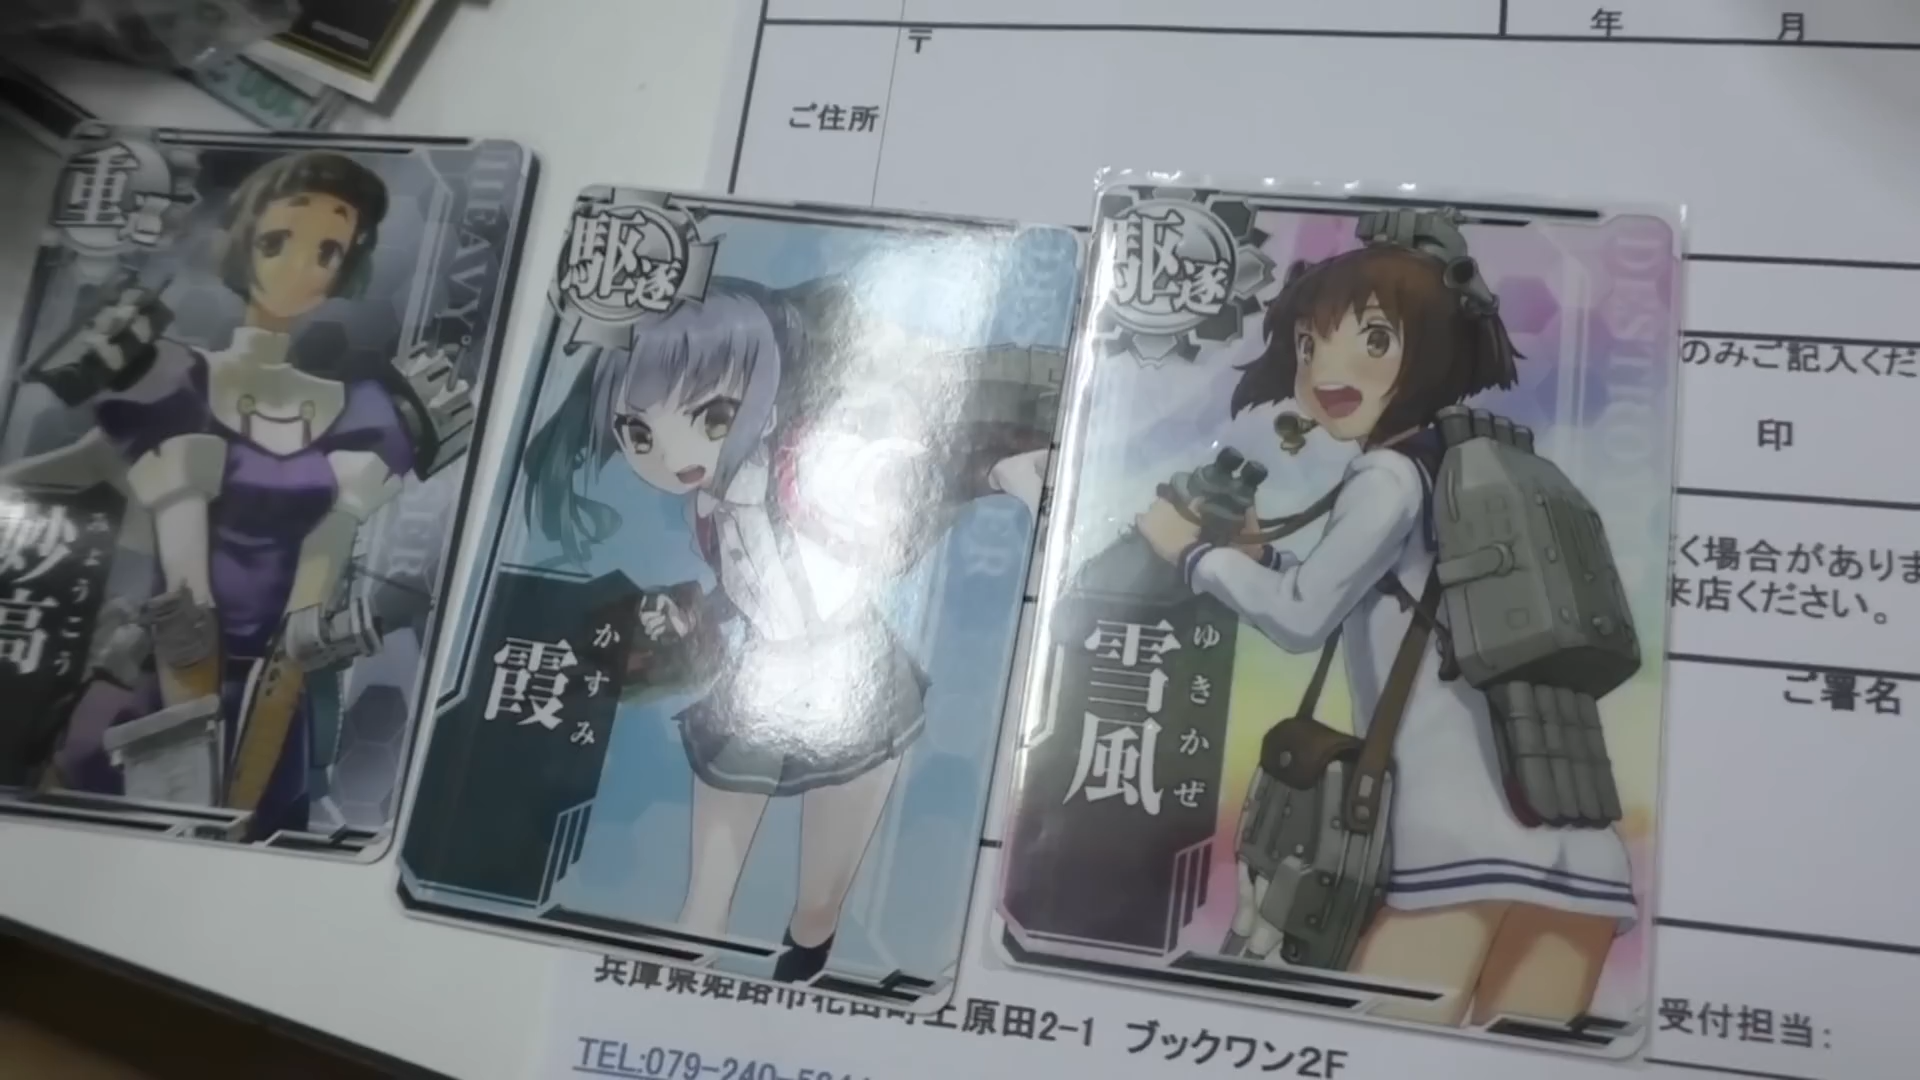 年 月
〒
ご住所
重
HEAVY
妙高
みょうこう
駆逐
霞
かすみ
駆逐
雪風
ゆきかぜ
のみご記入くだ
印
く場合がありま
来店ください。
ご署名
兵庫県姫路市花田町上原田2-1 ブックワン2F
受付担当:
TEL:079-240-